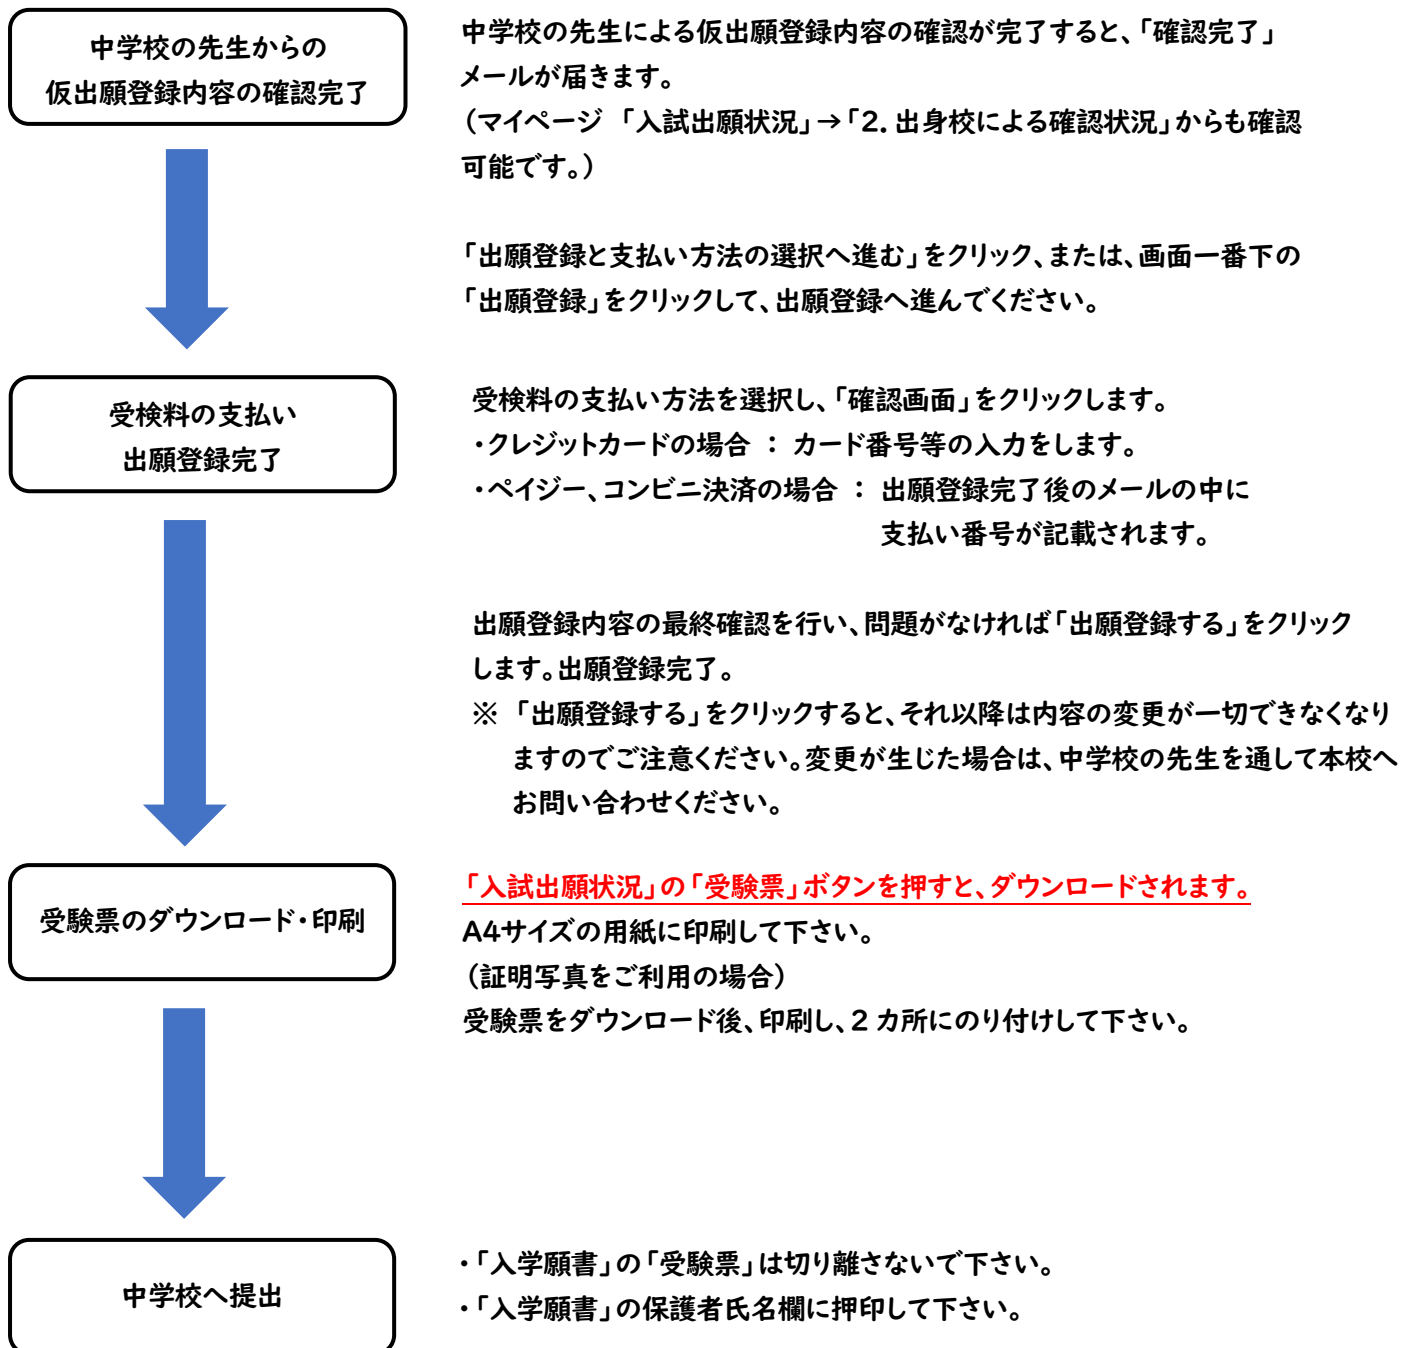 中学校の先生からの
仮出願登録内容の確認完了
中学校の先生による仮出願登録内容の確認が完了すると、「確認完了」
メールが届きます。
（マイページ 「入試出願状況」→「2．出身校による確認状況」からも確認
可能です。）
「出願登録と支払い方法の選択へ進む」をクリック、または、画面一番下の
「出願登録」をクリックして、出願登録へ進んでください。
受検料の支払い
出願登録完了
受検料の支払い方法を選択し、「確認画面」をクリックします。
・クレジットカードの場合 ： カード番号等の入力をします。
・ペイジー、コンビニ決済の場合 ： 出願登録完了後のメールの中に
支払い番号が記載されます。
出願登録内容の最終確認を行い、問題がなければ「出願登録する」をクリック
します。出願登録完了。
※ 「出願登録する」をクリックすると、それ以降は内容の変更が一切できなくなり
ますのでご注意ください。変更が生じた場合は、中学校の先生を通して本校へ
お問い合わせください。
受験票のダウンロード・印刷
「入試出願状況」の「受験票」ボタンを押すと、ダウンロードされます。
A4サイズの用紙に印刷して下さい。
（証明写真をご利用の場合）
受験票をダウンロード後、印刷し、2 カ所にのり付けして下さい。
中学校へ提出
・「入学願書」の「受験票」は切り離さないで下さい。
・「入学願書」の保護者氏名欄に押印して下さい。